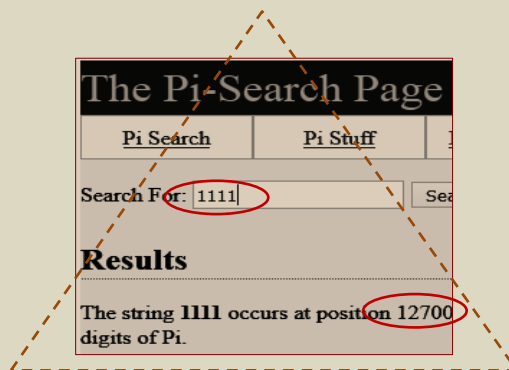 The Pi-Search Page
Pi Search Pi Stuff
Search For: 1111 Sea
Results
The string 1111 occurs at position 12700
digits of Pi.